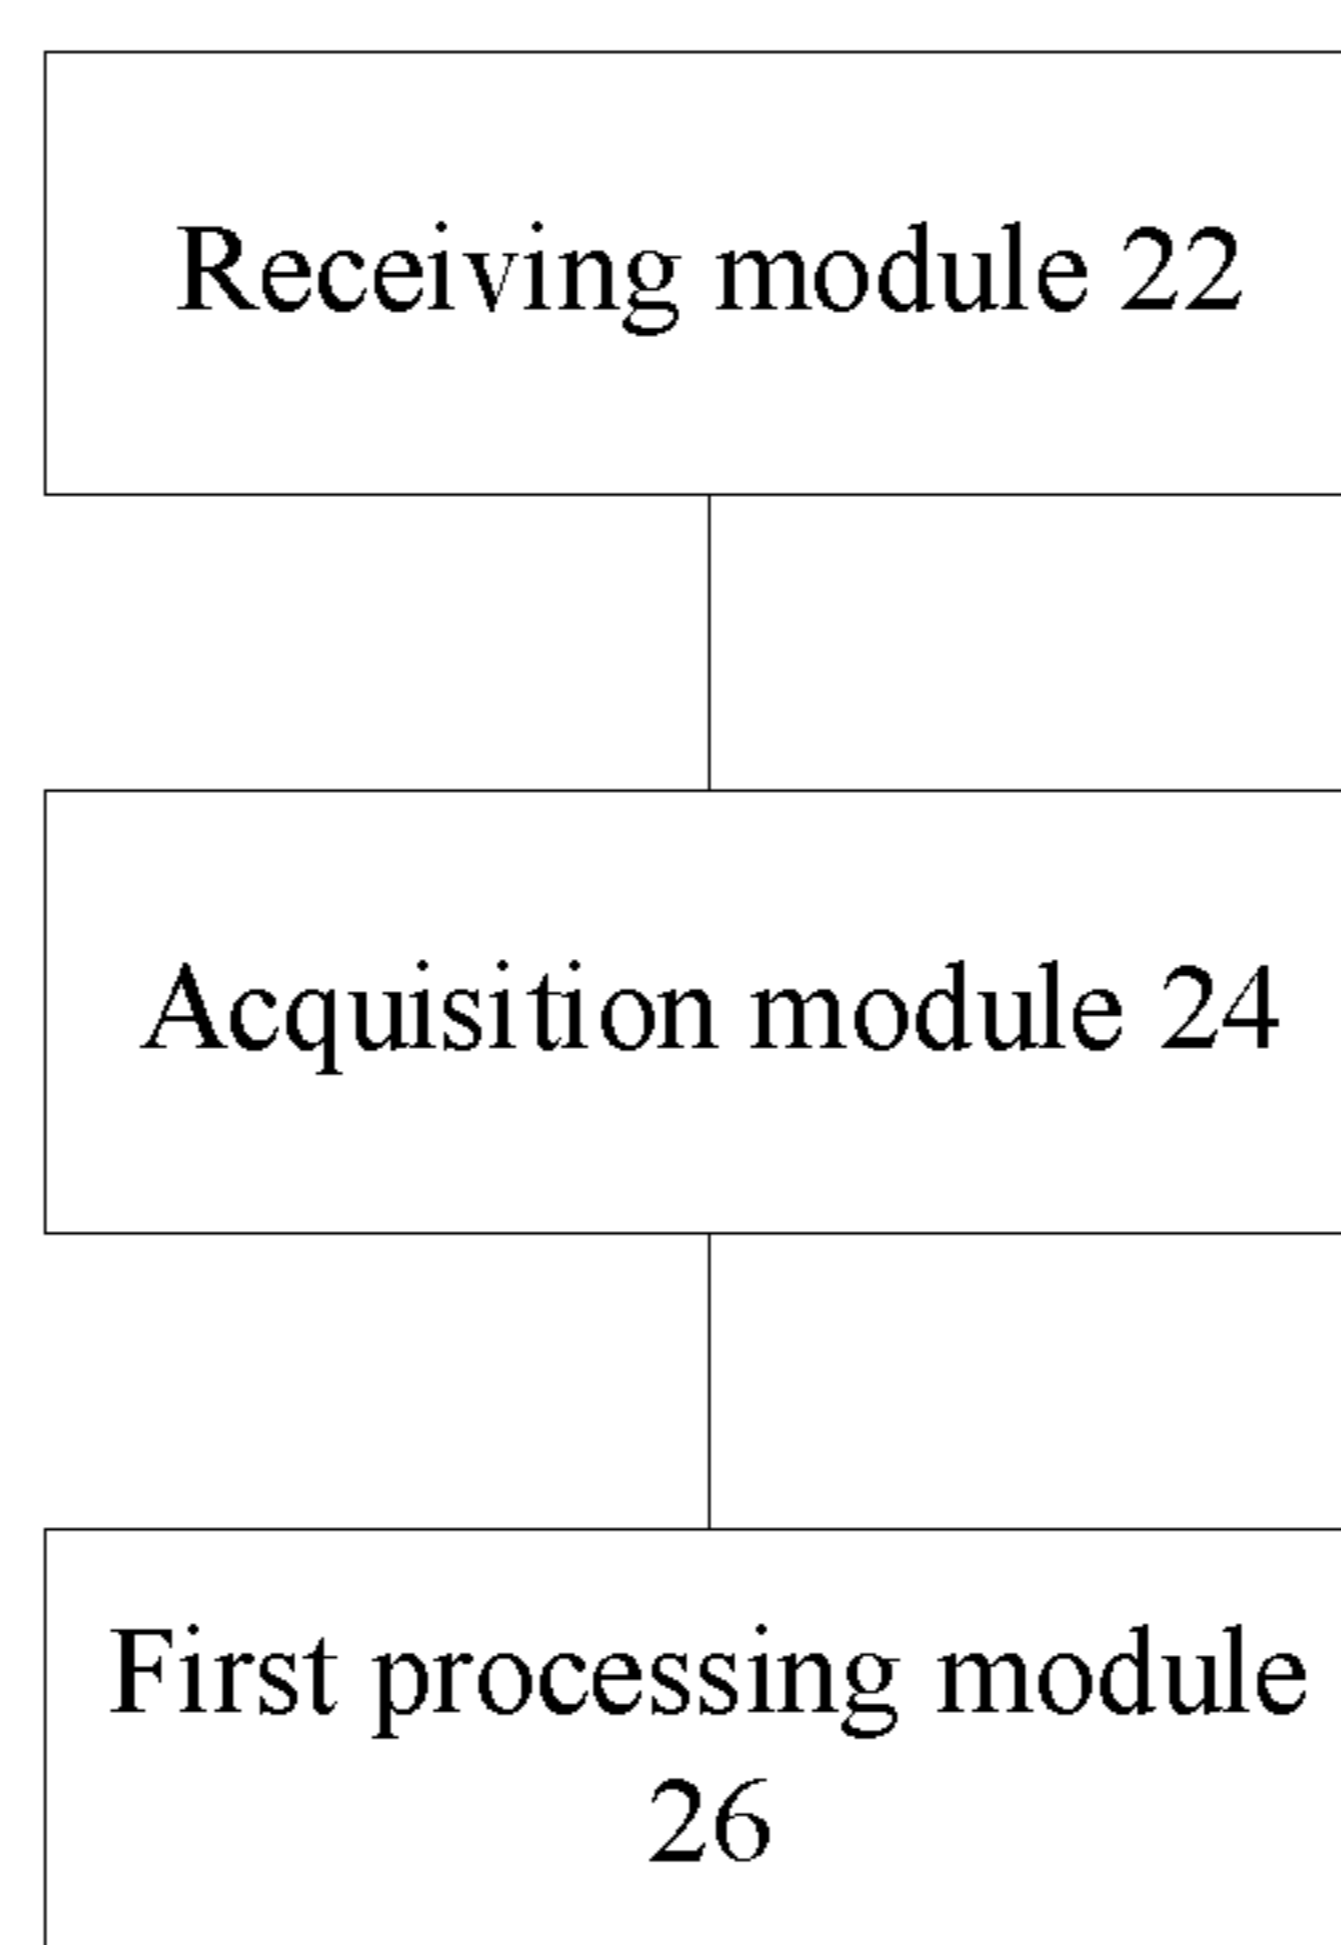 Receiving module 22
Acquisition module 24
First processing module
26